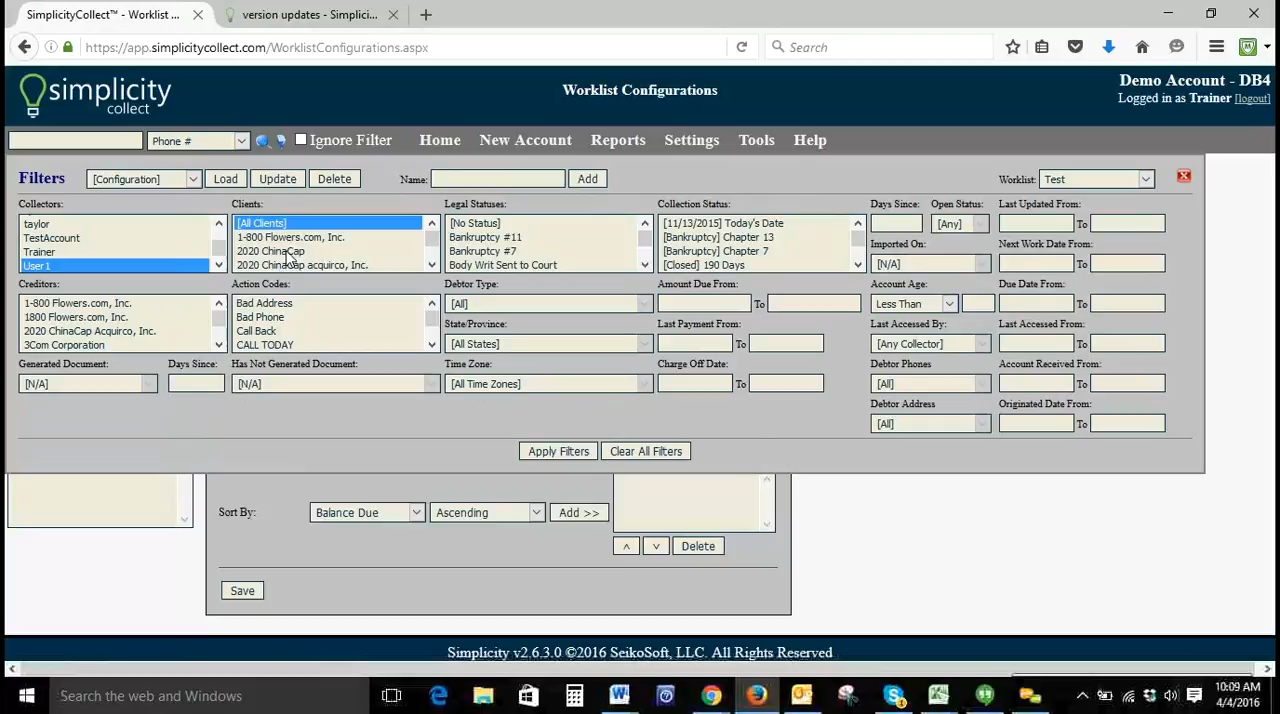 SimplicityCollect™ - Worklist ...
version updates - Simplici...
https://app.simplicitycollect.com/WorklistConfigurations.aspx
Search
simplicity
collect
Worklist Configurations
Demo Account - DB4
Logged in as Trainer [logout]
Phone #
Ignore Filter
Home New Account Reports Settings Tools Help
Filters [Configuration] Load Update Delete Name: Add Worklist: Test
Collectors: Clients: Legal Statuses: Collection Status: Days Since: Open Status: Last Updated From:
taylor [All Clients] [No Status] [11/13/2015] Today's Date [Any] To
TestAccount 1-800 Flowers.com, Inc. Bankruptcy #11 [Bankruptcy] Chapter 13
Imported On: Next Work Date From:
Trainer 2020 ChinaCap Bankruptcy #7 [Bankruptcy] Chapter 7
User1 2020 ChinaCap acquirco, Inc. Body Writ Sent to Court [Closed] 190 Days [N/A] To
Creditors: Action Codes: Debtor Type: Amount Due From: Account Age: Due Date From:
1-800 Flowers.com, Inc. Bad Address [All] To Less Than To
1800 Flowers.com, Inc. Bad Phone
State/Province: Last Payment From: Last Accessed By: Last Accessed From:
2020 ChinaCap Acquirco, Inc. Call Back
3Com Corporation CALL TODAY [All States] To [Any Collector] To
Generated Document: Days Since: Has Not Generated Document: Time Zone: Charge Off Date: Debtor Phones Account Received From:
[N/A] [N/A] [All Time Zones] To [All] To
Debtor Address Originated Date From:
[All] To
Apply Filters Clear All Filters
Sort By: Balance Due Ascending Add >>
^ v Delete
Save
Simplicity v2.6.3.0 ©2016 SeikoSoft, LLC. All Rights Reserved
Search the web and Windows
10:09 AM
4/4/2016